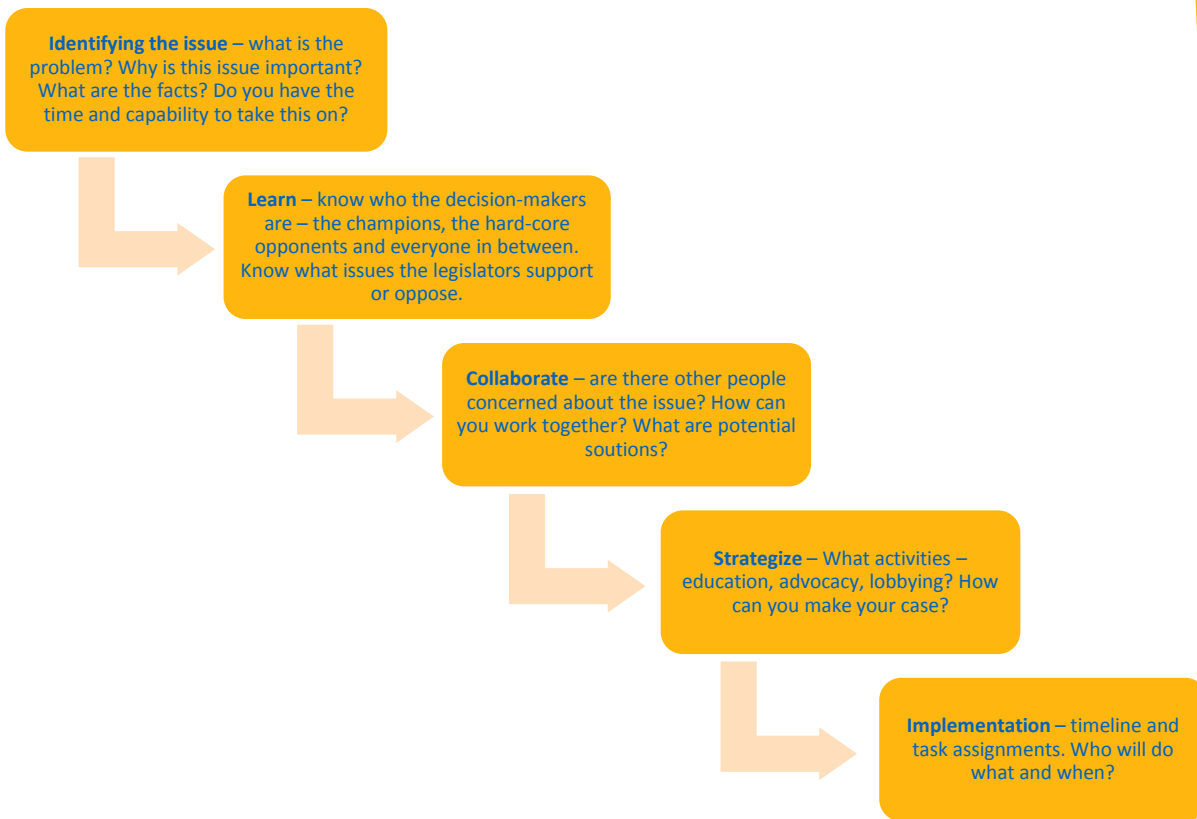 Identifying the issue – what is the
problem? Why is this issue important?
What are the facts? Do you have the
time and capability to take this on?
Learn – know who the decision-makers
are – the champions, the hard-core
opponents and everyone in between.
Know what issues the legislators support
or oppose.
Collaborate – are there other people
concerned about the issue? How can
you work together? What are potential
soutions?
Strategize – What activities –
education, advocacy, lobbying? How
can you make your case?
Implementation – timeline and
task assignments. Who will do
what and when?